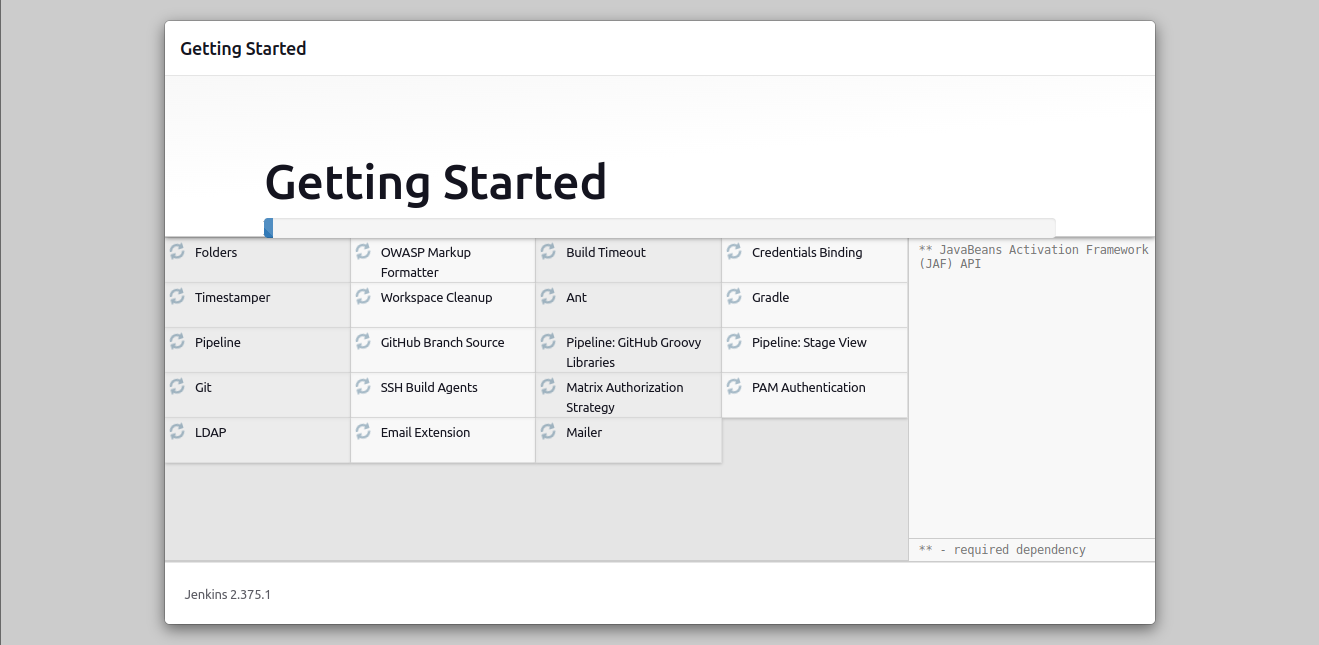 Getting Started
Getting Started
Folders
OWASP Markup
Formatter
Build Timeout
Credentials Binding
Timestamper
Workspace Cleanup
Ant
Gradle
Pipeline
GitHub Branch Source
Pipeline: GitHub Groovy
Libraries
Pipeline: Stage View
Git
SSH Build Agents
Matrix Authorization
Strategy
PAM Authentication
LDAP
Email Extension
Mailer
** JavaBeans Activation Framework
(JAF) API
** - required dependency
Jenkins 2.375.1